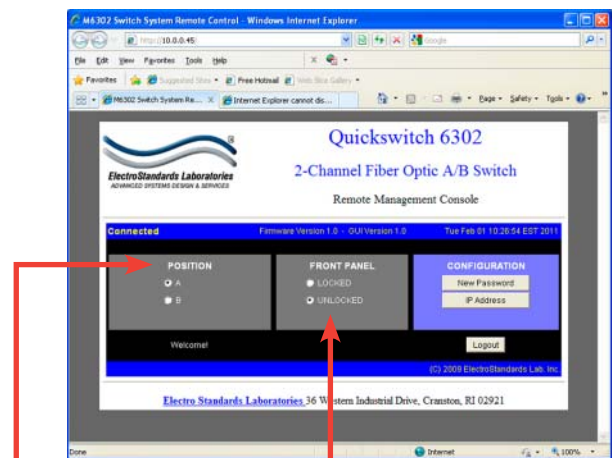 M6302 Switch System Remote Control - Windows Internet Explorer
http://10.0.0.45/
Google
File Edit View Favorites Tools Help
Favorites Suggested Sites Free Hotmail Web Slice Gallery
M6302 Switch System Re... Internet Explorer cannot dis... Page Safety Tools
Quickswitch 6302
ElectroStandards Laboratories
ADVANCED SYSTEMS DESIGN & SERVICES
2-Channel Fiber Optic A/B Switch
Remote Management Console
Connected Firmware Version 1.0 - GUI Version 1.0 Tue Feb 01 10:26:54 EST 2011
POSITION FRONT PANEL CONFIGURATION
A LOCKED New Password
B UNLOCKED IP Address
Welcome! Logout
(C) 2009 ElectroStandards Lab. Inc.
Electro Standards Laboratories 36 Western Industrial Drive, Cranston, RI 02921
Done Internet 100%